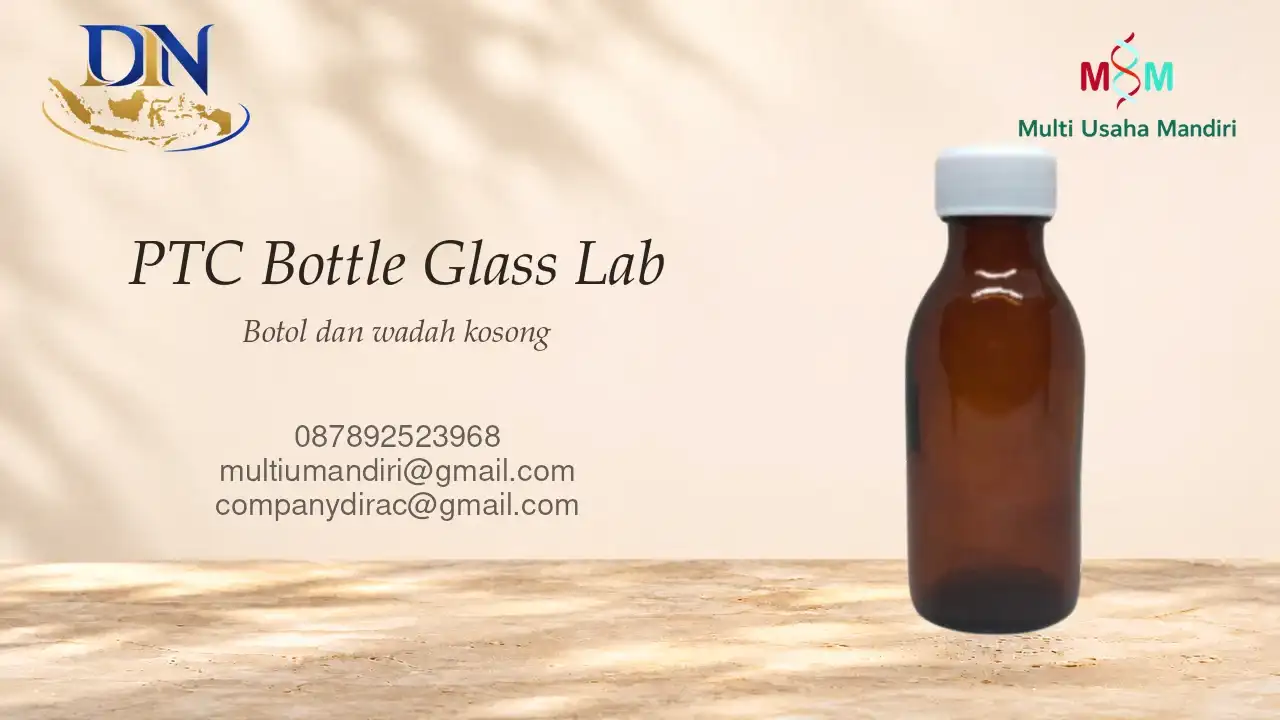 DN
M M
Multi Usaha Mandiri
PTC Bottle Glass Lab
Botol dan wadah kosong
087892523968
multiumandiri@gmail.com
companydirac@gmail.com